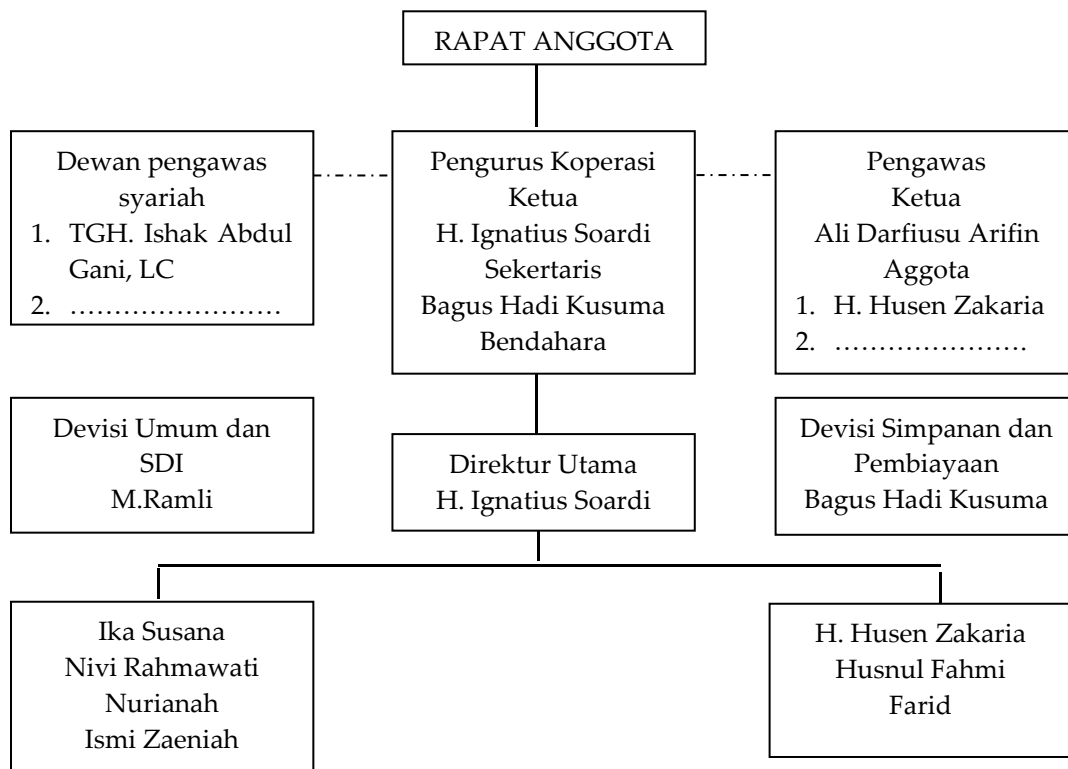 RAPAT ANGGOTA
Dewan pengawas
syariah
1. TGH. Ishak Abdul
Gani, LC
2. ……………………
Pengurus Koperasi
Ketua
H. Ignatius Soardi
Sekertaris
Bagus Hadi Kusuma
Bendahara
Pengawas
Ketua
Ali Darfiusu Arifin
Aggota
1. H. Husen Zakaria
2. ………………….
Devisi Umum dan
SDI
M.Ramli
Direktur Utama
H. Ignatius Soardi
Devisi Simpanan dan
Pembiayaan
Bagus Hadi Kusuma
Ika Susana
Nivi Rahmawati
Nurianah
Ismi Zaeniah
H. Husen Zakaria
Husnul Fahmi
Farid